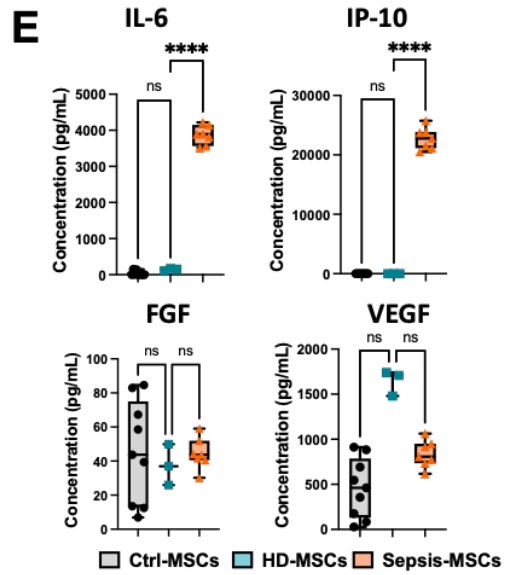 E
IL-6
IP-10
****
****
ns
ns
Concentration (pg/mL)
5000
4000
3000
2000
1000
0
Concentration (pg/mL)
30000
20000
10000
0
FGF
VEGF
ns
ns
ns
ns
Concentration (pg/mL)
100
80
60
40
20
0
Concentration (pg/mL)
2000
1500
1000
500
0
Ctrl-MSCs
HD-MSCs
Sepsis-MSCs